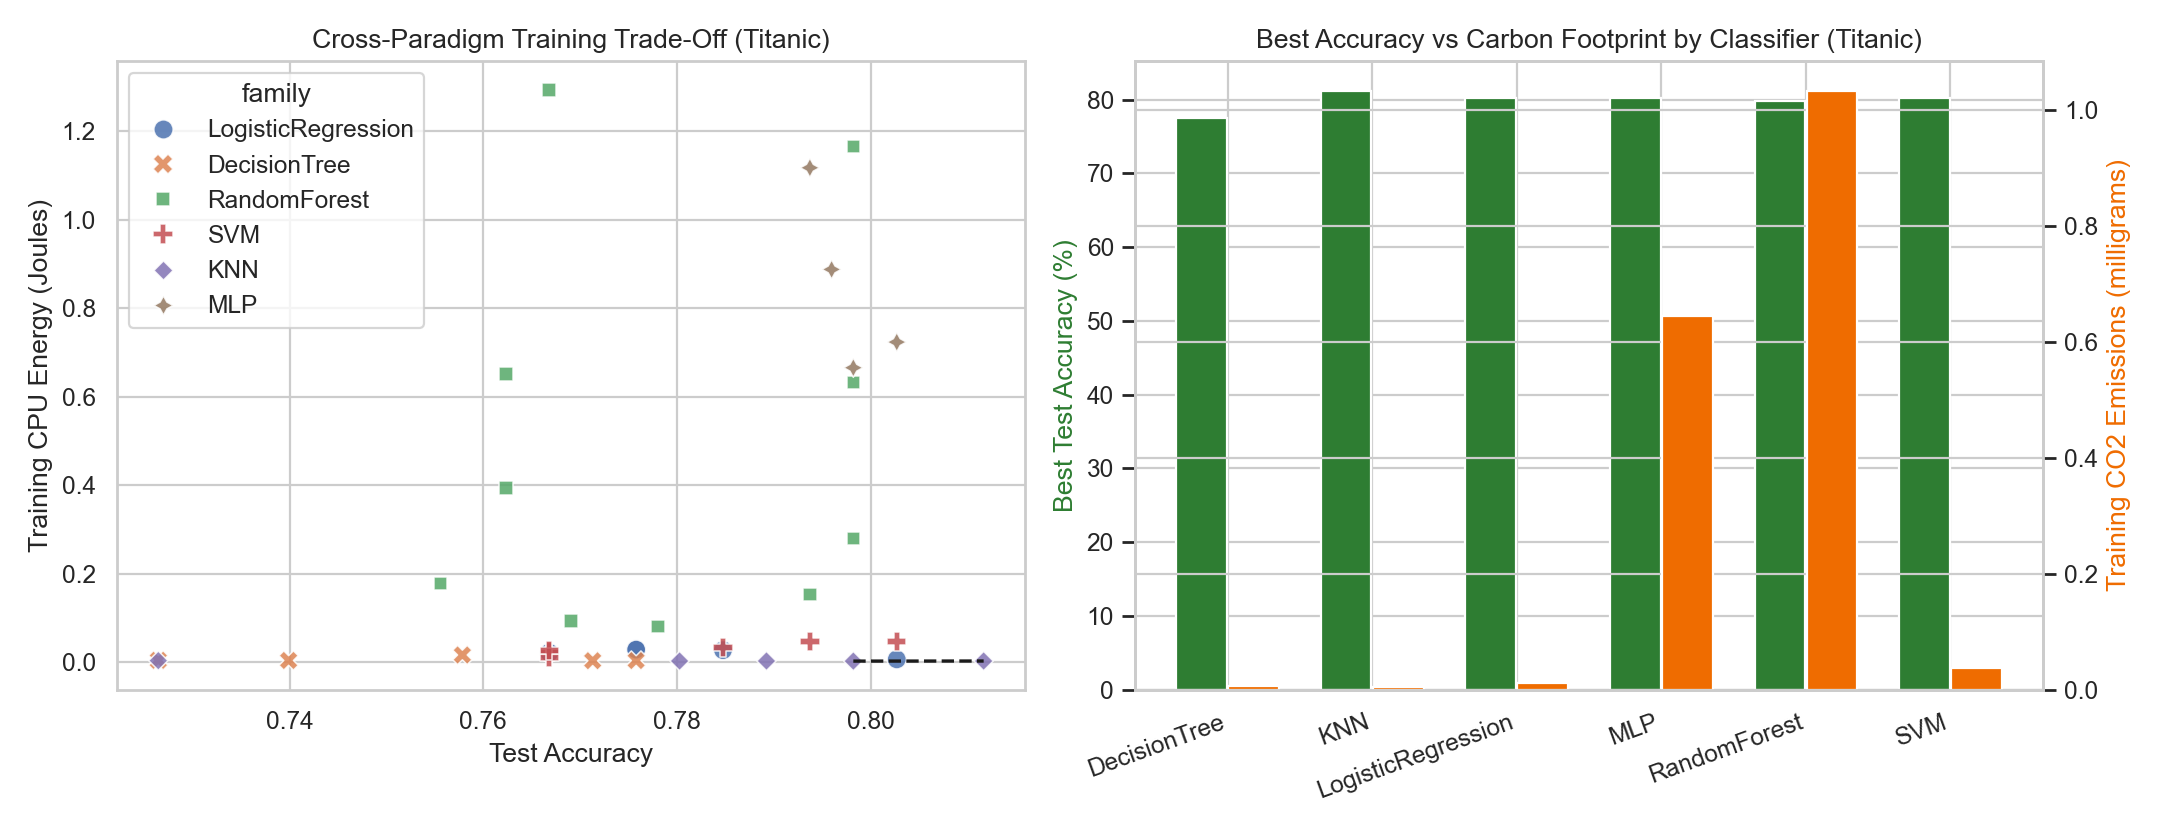 Cross-Paradigm Training Trade-Off (Titanic)
family
LogisticRegression
DecisionTree
RandomForest
SVM
KNN
MLP
Training CPU Energy (Joules)
1.2
1.0
0.8
0.6
0.4
0.2
0.0
0.74
0.76
0.78
0.80
Test Accuracy
Best Accuracy vs Carbon Footprint by Classifier (Titanic)
Best Test Accuracy (%)
80
70
60
50
40
30
20
10
0
1.0
0.8
0.6
0.4
0.2
0.0
Training CO2 Emissions (milligrams)
DecisionTree
KNN
LogisticRegression
MLP
RandomForest
SVM